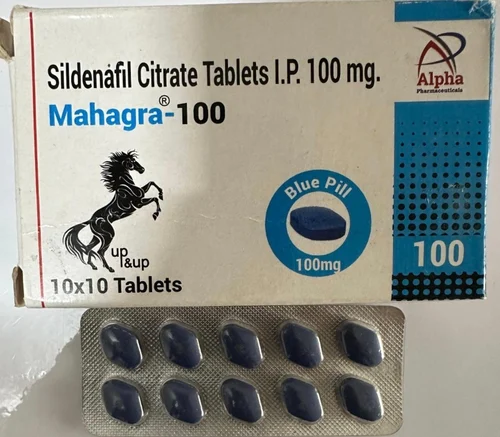 Sildenafil Citrate Tablets I.P. 100 mg.
Mahagra®-100
Alpha
Pharmaceuticals
up
&up
10x10 Tablets
Blue Pill
100mg
100